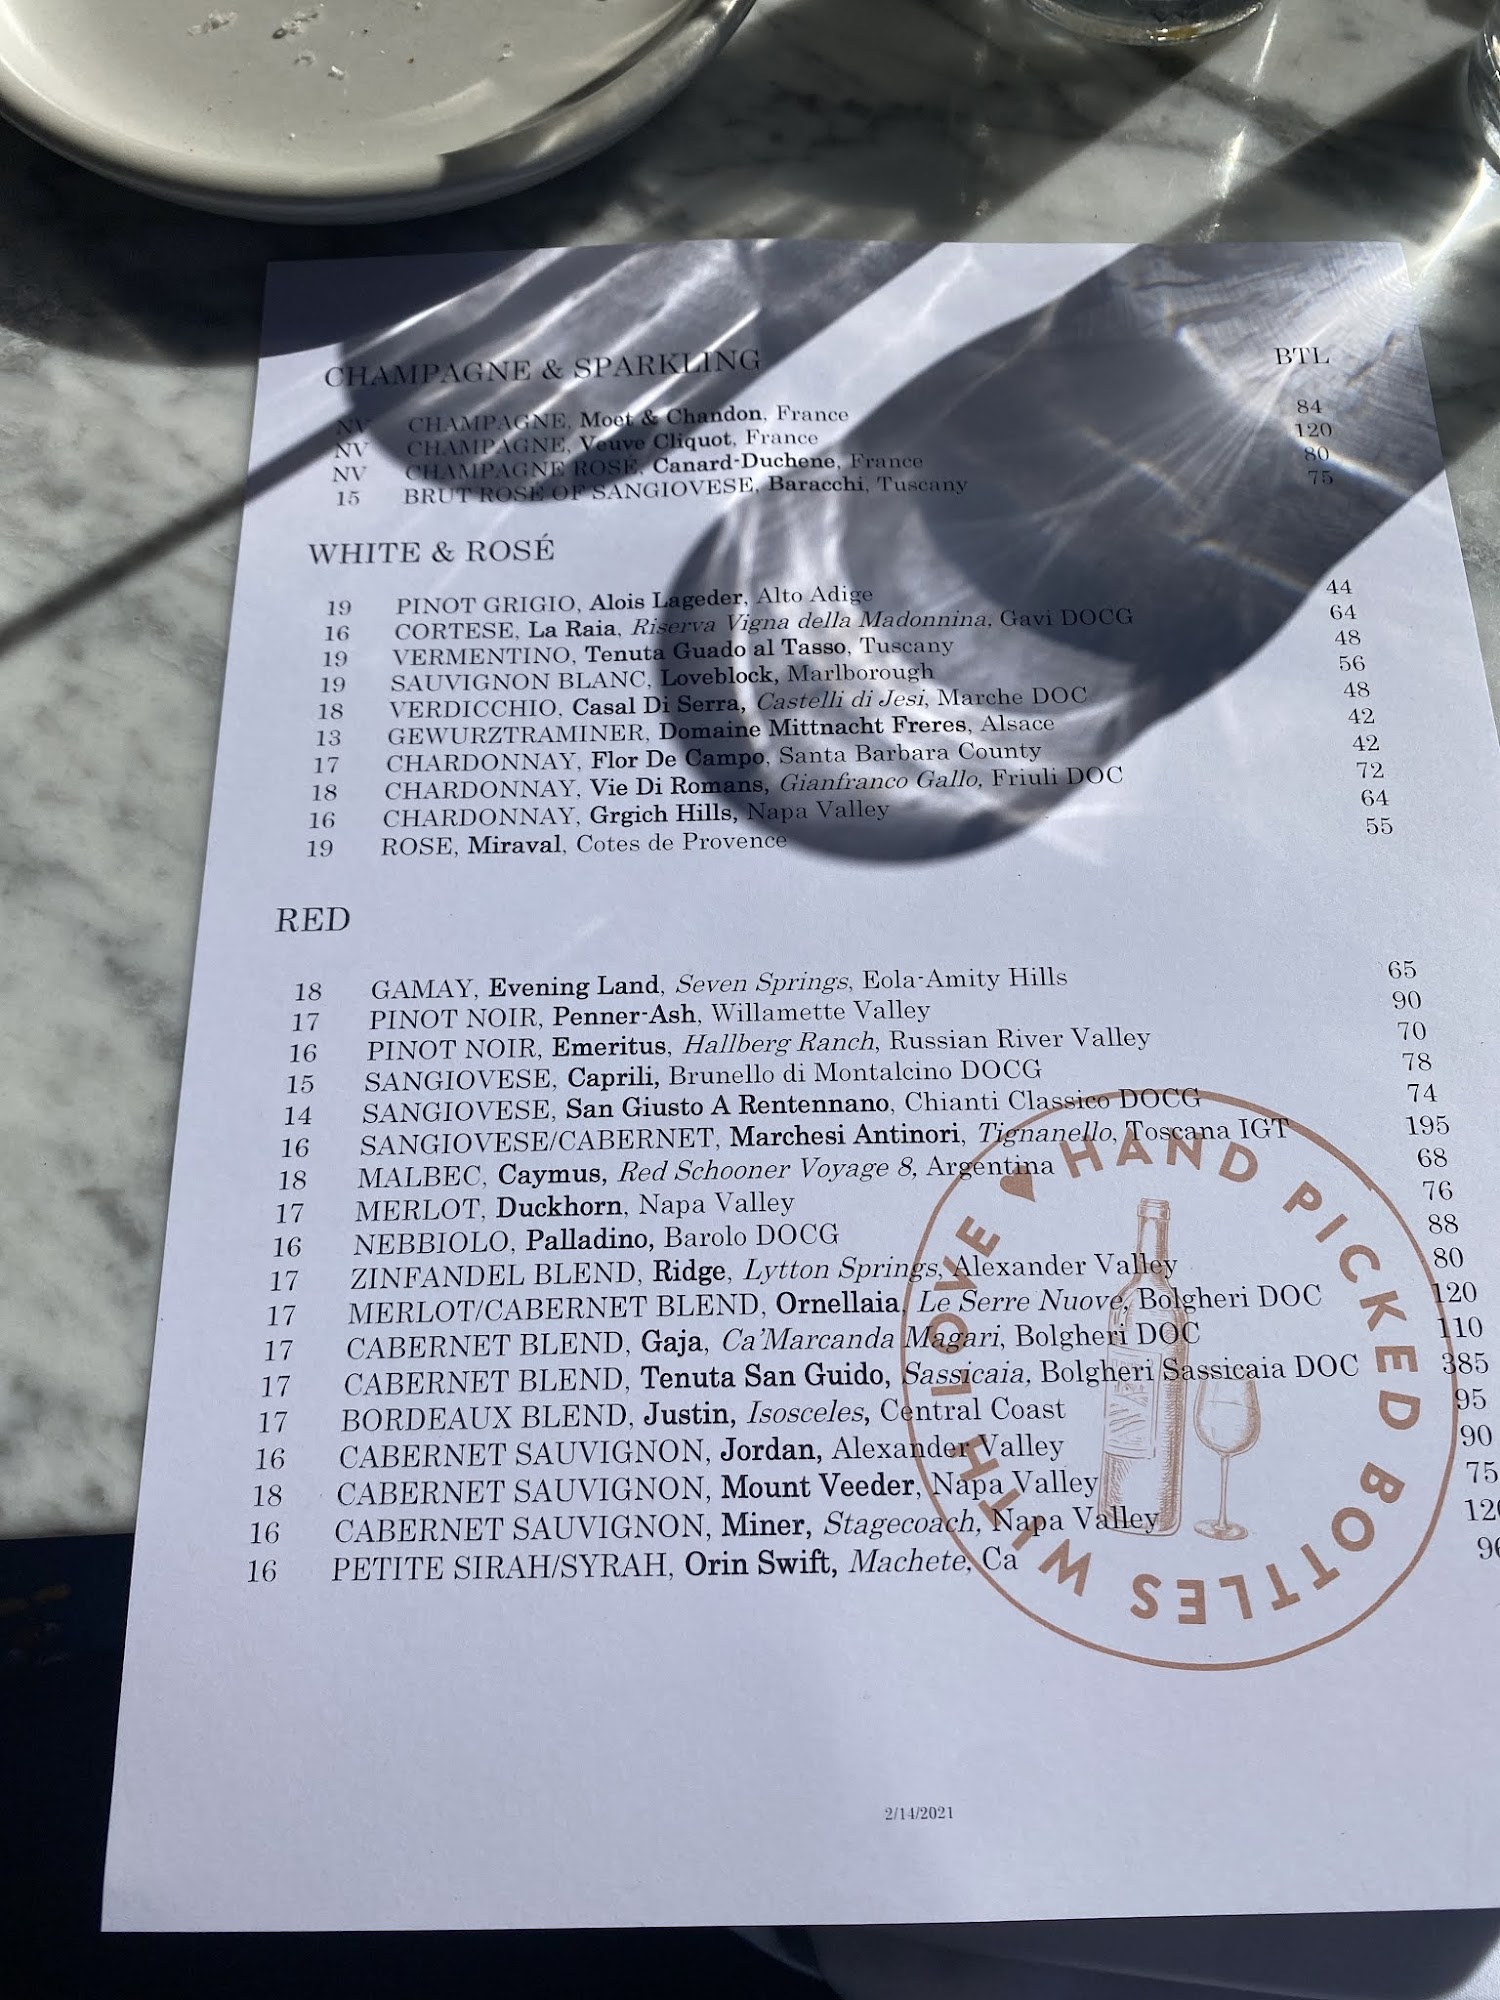 CHAMPAGNE & SPARKLING BTL
NV CHAMPAGNE, Moet & Chandon, France 84
NV CHAMPAGNE, Veuve Cliquot, France 120
NV CHAMPAGNE ROSE, Canard-Duchene, France 80
15 BRUT ROSE OF SANGIOVESE, Baracchi, Tuscany 75
WHITE & ROSÉ
19 PINOT GRIGIO, Alois Lageder, Alto Adige 44
16 CORTESE, La Raia, Riserva Vigna della Madonnina, Gavi DOCG 64
19 VERMENTINO, Tenuta Guado al Tasso, Tuscany 48
19 SAUVIGNON BLANC, Loveblock, Marlborough 56
18 VERDICCHIO, Casal Di Serra, Castelli di Jesi, Marche DOC 48
13 GEWURZTRAMINER, Domaine Mittnacht Freres, Alsace 42
17 CHARDONNAY, Flor De Campo, Santa Barbara County 42
18 CHARDONNAY, Vie Di Romans, Gianfranco Gallo, Friuli DOC 72
16 CHARDONNAY, Grgich Hills, Napa Valley 64
19 ROSE, Miraval, Cotes de Provence 55
RED
18 GAMAY, Evening Land, Seven Springs, Eola-Amity Hills 65
17 PINOT NOIR, Penner-Ash, Willamette Valley 90
16 PINOT NOIR, Emeritus, Hallberg Ranch, Russian River Valley 70
15 SANGIOVESE, Caprili, Brunello di Montalcino DOCG 78
14 SANGIOVESE, San Giusto A Rentennano, Chianti Classico DOCG 74
16 SANGIOVESE/CABERNET, Marchesi Antinori, Tignanello, Toscana IGT 195
18 MALBEC, Caymus, Red Schooner Voyage 8, Argentina 68
17 MERLOT, Duckhorn, Napa Valley 76
16 NEBBIOLO, Palladino, Barolo DOCG 88
17 ZINFANDEL BLEND, Ridge, Lytton Springs, Alexander Valley 80
17 MERLOT/CABERNET BLEND, Ornellaia, Le Serre Nuove, Bolgheri DOC 120
17 CABERNET BLEND, Gaja, Ca'Marcanda Magari, Bolgheri DOC 110
17 CABERNET BLEND, Tenuta San Guido, Sassicaia, Bolgheri Sassicaia DOC 385
17 BORDEAUX BLEND, Justin, Isosceles, Central Coast 95
16 CABERNET SAUVIGNON, Jordan, Alexander Valley 90
18 CABERNET SAUVIGNON, Mount Veeder, Napa Valley 75
16 CABERNET SAUVIGNON, Miner, Stagecoach, Napa Valley
16 PETITE SIRAH/SYRAH, Orin Swift, Machete, Ca
HAND PICKED BOTTLES WITH LOVE
2/14/2021